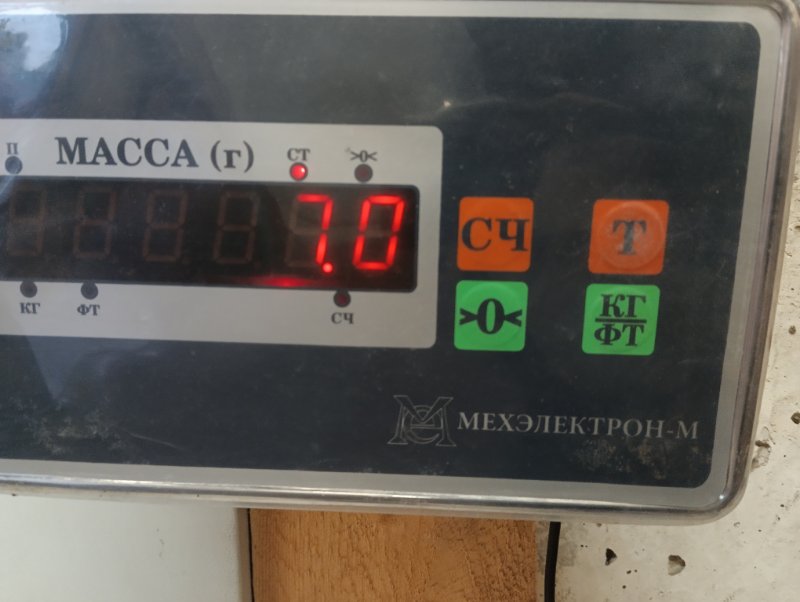 П МАССА (г) СТ >0<
7.0
КГ ФТ СЧ
СЧ Т
>0< КГ/ФТ
МЕХЭЛЕКТРОН-М